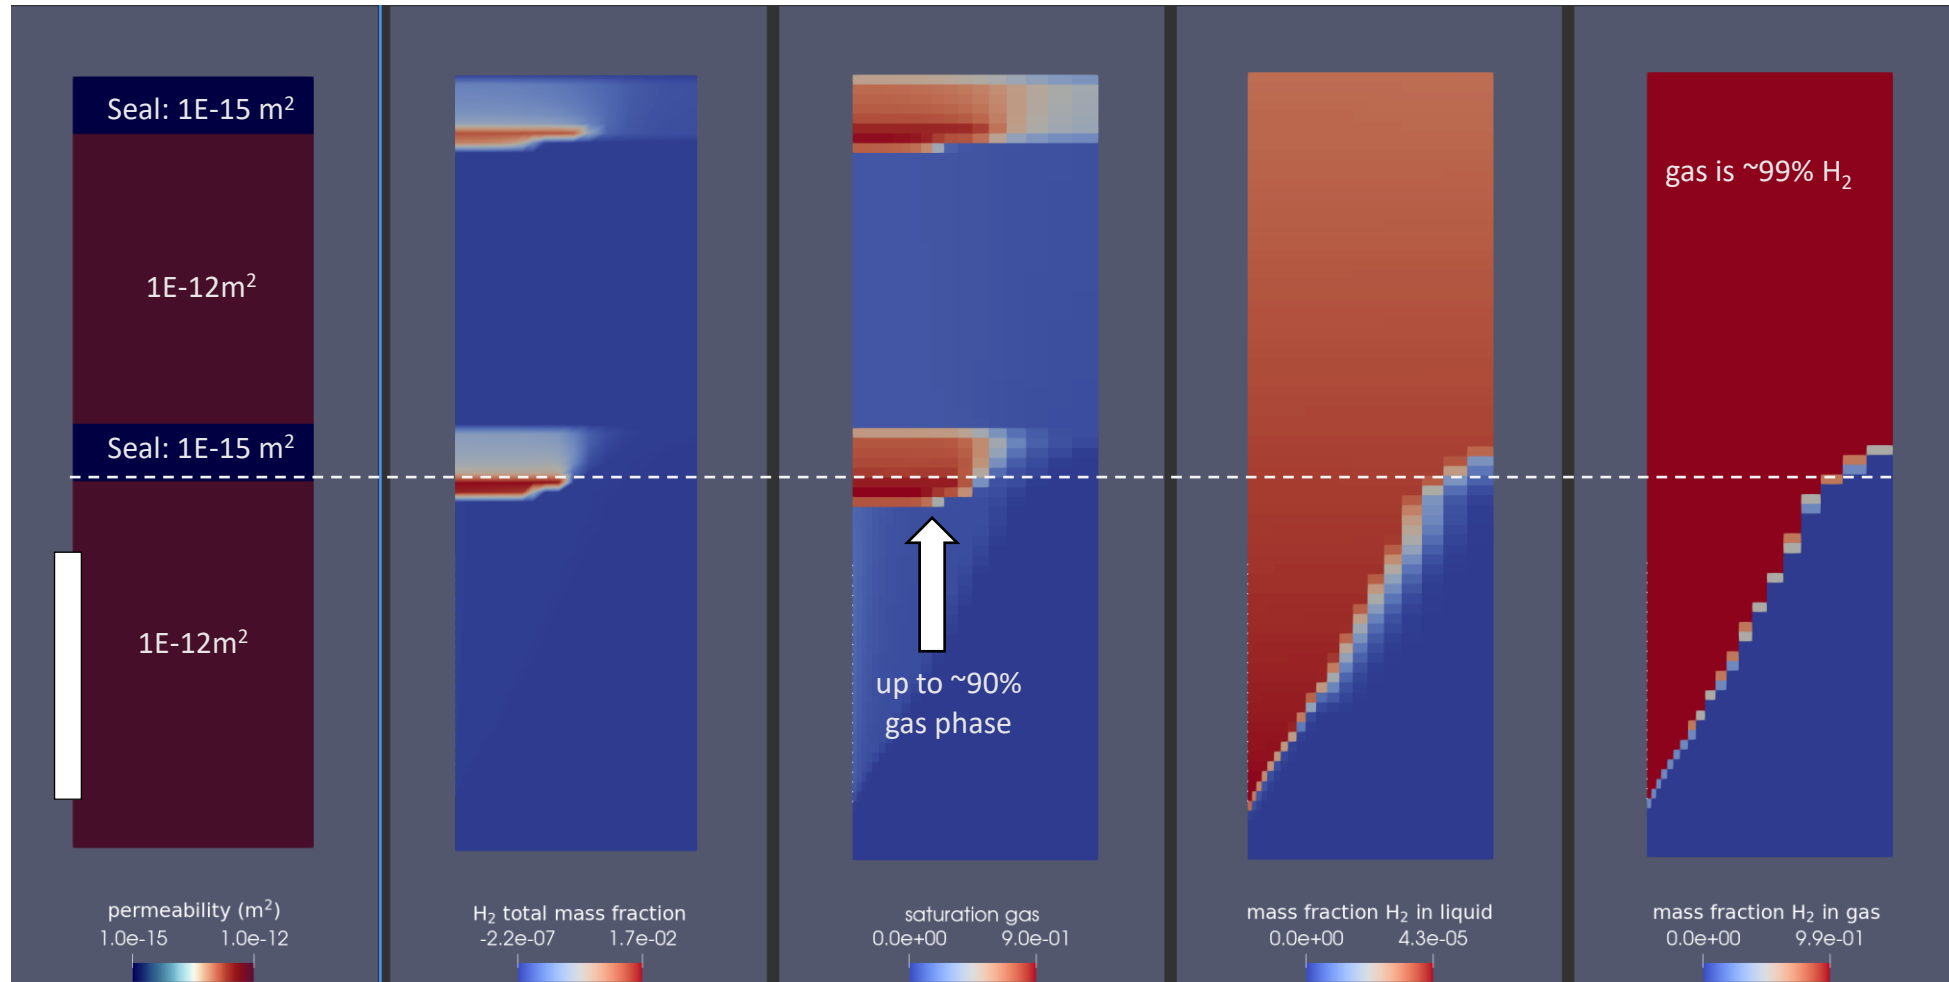 Seal: 1E-15 m²
1E-12m²
Seal: 1E-15 m²
1E-12m²
permeability (m²)
1.0e-15 1.0e-12
H₂ total mass fraction
-2.2e-07 1.7e-02
up to ~90%
gas phase
saturation gas
0.0e+00 9.0e-01
mass fraction H₂ in liquid
0.0e+00 4.3e-05
gas is ~99% H₂
mass fraction H₂ in gas
0.0e+00 9.9e-01